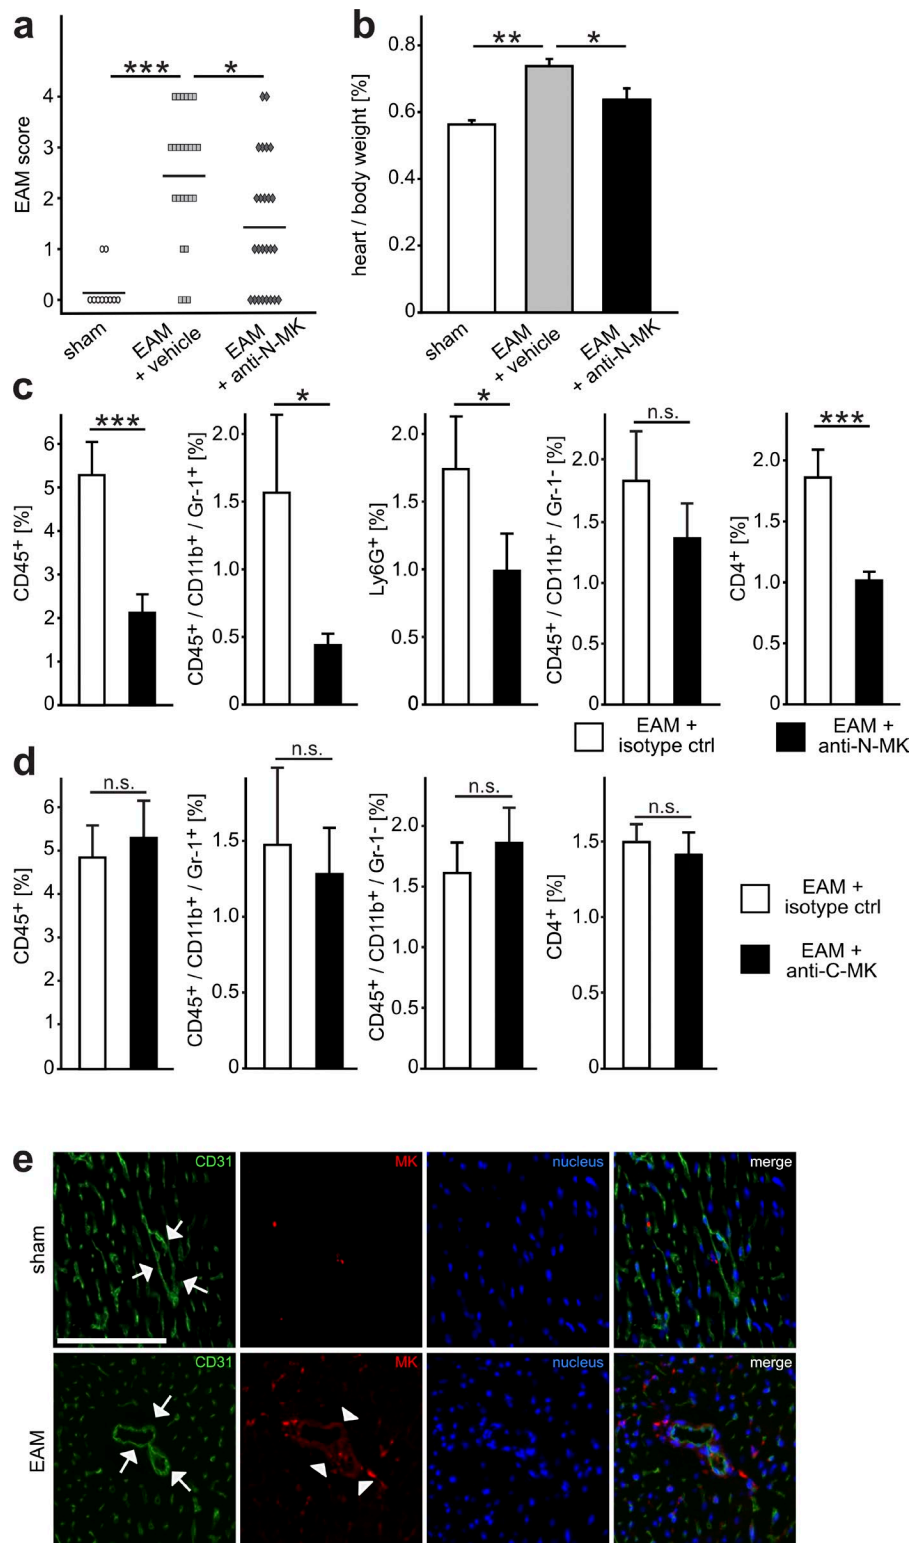 a
EAM score
4
3
2
1
0
***
*
sham
EAM
+ vehicle
EAM
+ anti-N-MK
b
heart / body weight [%]
0.8
0.6
0.4
0.2
0
**
*
sham
EAM
+ vehicle
EAM
+ anti-N-MK
c
CD45+ [%]
6
5
4
3
2
1
0
***
CD45+ / CD11b+ / Gr-1+ [%]
2.0
1.5
1.0
0.5
0
*
Ly6G+ [%]
2.0
1.5
1.0
0.5
0
*
CD45+ / CD11b+ / Gr-1- [%]
2.0
1.5
1.0
0.5
0
n.s.
CD4+ [%]
2.0
1.5
1.0
0.5
0
***
EAM +
isotype ctrl
EAM +
anti-N-MK
d
CD45+ [%]
6
5
4
3
2
1
0
n.s.
CD45+ / CD11b+ / Gr-1+ [%]
1.5
1.0
0.5
0
n.s.
CD45+ / CD11b+ / Gr-1- [%]
2.0
1.5
1.0
0.5
0
n.s.
CD4+ [%]
1.5
1.0
0.5
0
n.s.
EAM +
isotype ctrl
EAM +
anti-C-MK
e
sham
CD31
MK
nucleus
merge
EAM
CD31
MK
nucleus
merge